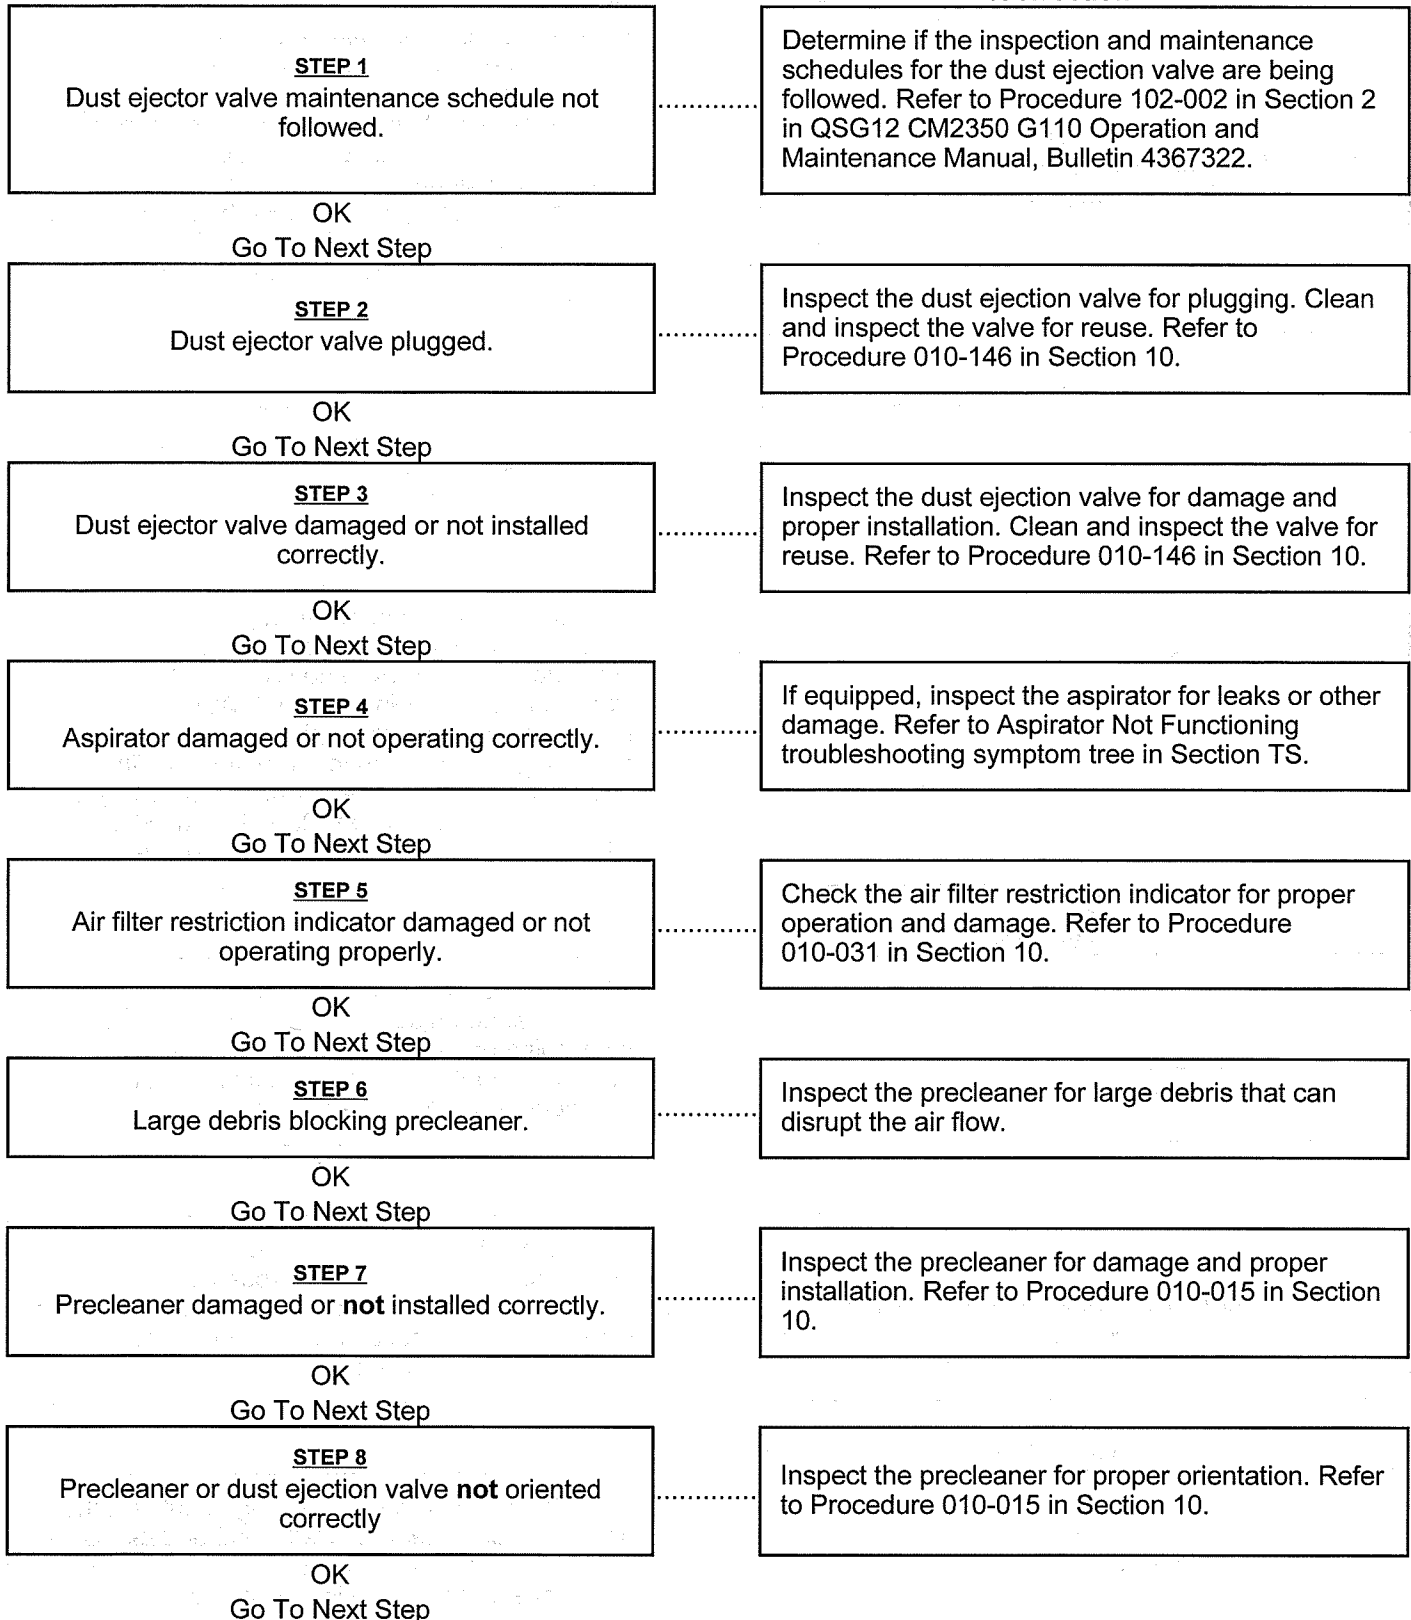 STEP 1
Dust ejector valve maintenance schedule not
followed.
Determine if the inspection and maintenance
schedules for the dust ejection valve are being
followed. Refer to Procedure 102-002 in Section 2
in QSG12 CM2350 G110 Operation and
Maintenance Manual, Bulletin 4367322.
OK
Go To Next Step
STEP 2
Dust ejector valve plugged.
Inspect the dust ejection valve for plugging. Clean
and inspect the valve for reuse. Refer to
Procedure 010-146 in Section 10.
OK
Go To Next Step
STEP 3
Dust ejector valve damaged or not installed
correctly.
Inspect the dust ejection valve for damage and
proper installation. Clean and inspect the valve for
reuse. Refer to Procedure 010-146 in Section 10.
OK
Go To Next Step
STEP 4
Aspirator damaged or not operating correctly.
If equipped, inspect the aspirator for leaks or other
damage. Refer to Aspirator Not Functioning
troubleshooting symptom tree in Section TS.
OK
Go To Next Step
STEP 5
Air filter restriction indicator damaged or not
operating properly.
Check the air filter restriction indicator for proper
operation and damage. Refer to Procedure
010-031 in Section 10.
OK
Go To Next Step
STEP 6
Large debris blocking precleaner.
Inspect the precleaner for large debris that can
disrupt the air flow.
OK
Go To Next Step
STEP 7
Precleaner damaged or not installed correctly.
Inspect the precleaner for damage and proper
installation. Refer to Procedure 010-015 in Section
10.
OK
Go To Next Step
STEP 8
Precleaner or dust ejection valve not oriented
correctly
Inspect the precleaner for proper orientation. Refer
to Procedure 010-015 in Section 10.
OK
Go To Next Step